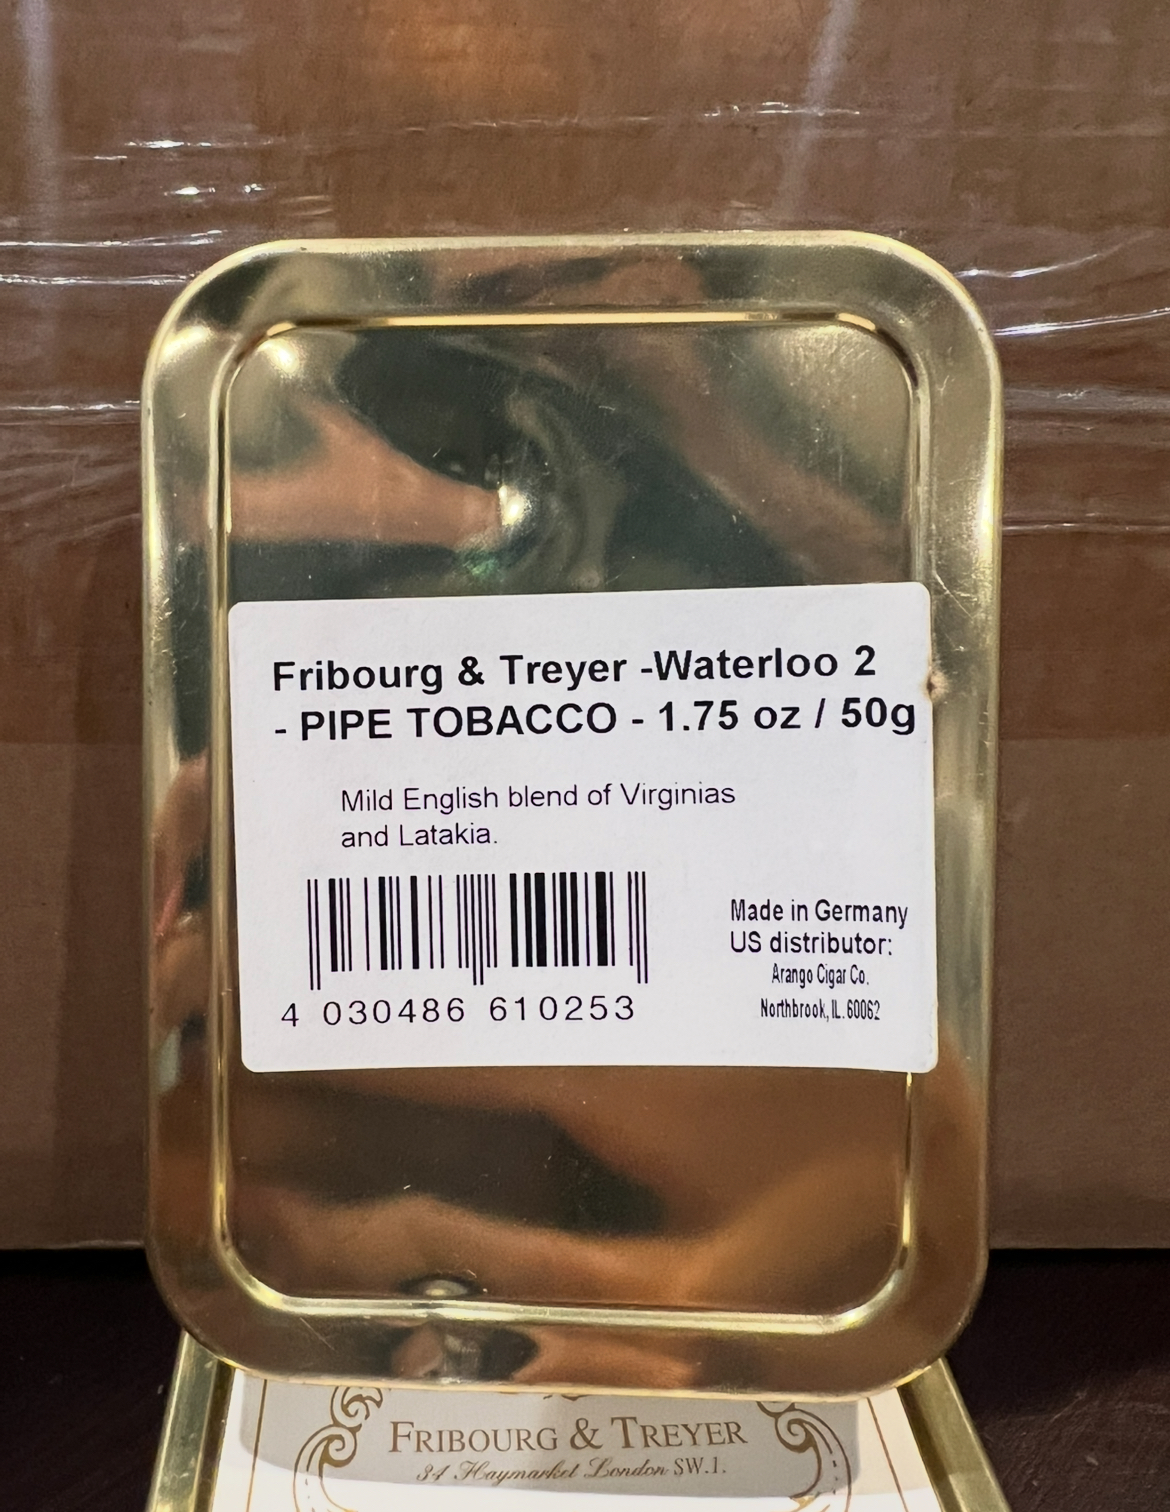 Fribourg & Treyer -Waterloo 2
- PIPE TOBACCO - 1.75 oz / 50g
Mild English blend of Virginias
and Latakia.
4 030486 610253
Made in Germany
US distributor:
Arango Cigar Co.
Northbrook, IL. 60062
FRIBOURG & TREYER
34 Haymarket London SW.1.